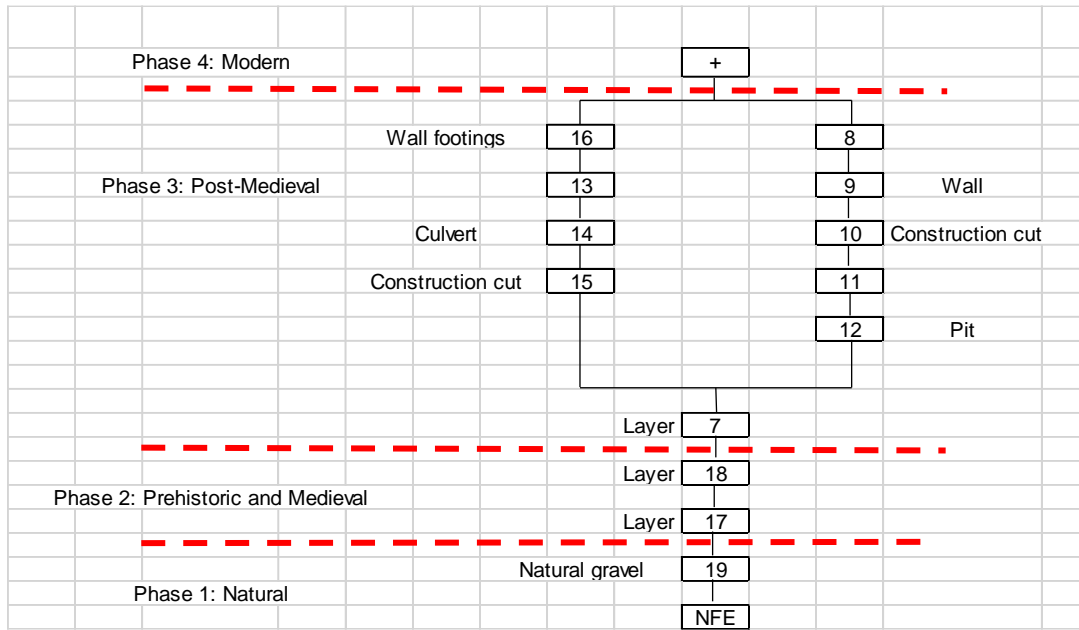 Phase 4: Modern +
Wall footings 16 8
Phase 3: Post-Medieval 13 9 Wall
Culvert 14 10 Construction cut
Construction cut 15 11
12 Pit
Layer 7
Layer 18
Phase 2: Prehistoric and Medieval
Layer 17
Natural gravel 19
Phase 1: Natural
NFE